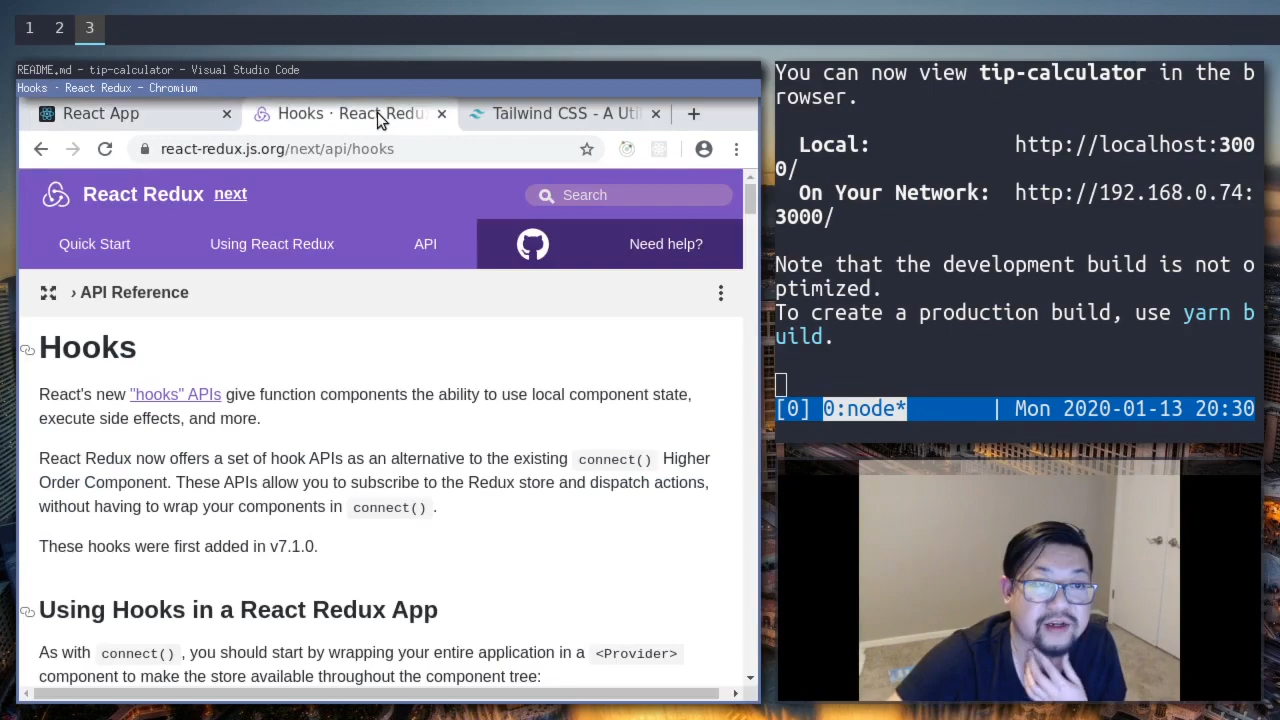 1 2 3
README.md - tip-calculator - Visual Studio Code
Hooks · React Redux - Chromium
React App
Hooks · React Redu
Tailwind CSS - A Uti
react-redux.js.org/next/api/hooks
React Redux next
Search
Quick Start
Using React Redux
API
Need help?
› API Reference
Hooks
React's new "hooks" APIs give function components the ability to use local component state,
execute side effects, and more.
React Redux now offers a set of hook APIs as an alternative to the existing connect() Higher
Order Component. These APIs allow you to subscribe to the Redux store and dispatch actions,
without having to wrap your components in connect().
These hooks were first added in v7.1.0.
Using Hooks in a React Redux App
As with connect(), you should start by wrapping your entire application in a <Provider>
component to make the store available throughout the component tree:
You can now view tip-calculator in the b
rowser.
Local: http://localhost:300
0/
On Your Network: http://192.168.0.74:
3000/
Note that the development build is not o
ptimized.
To create a production build, use yarn b
uild.
[0] 0:node* | Mon 2020-01-13 20:30